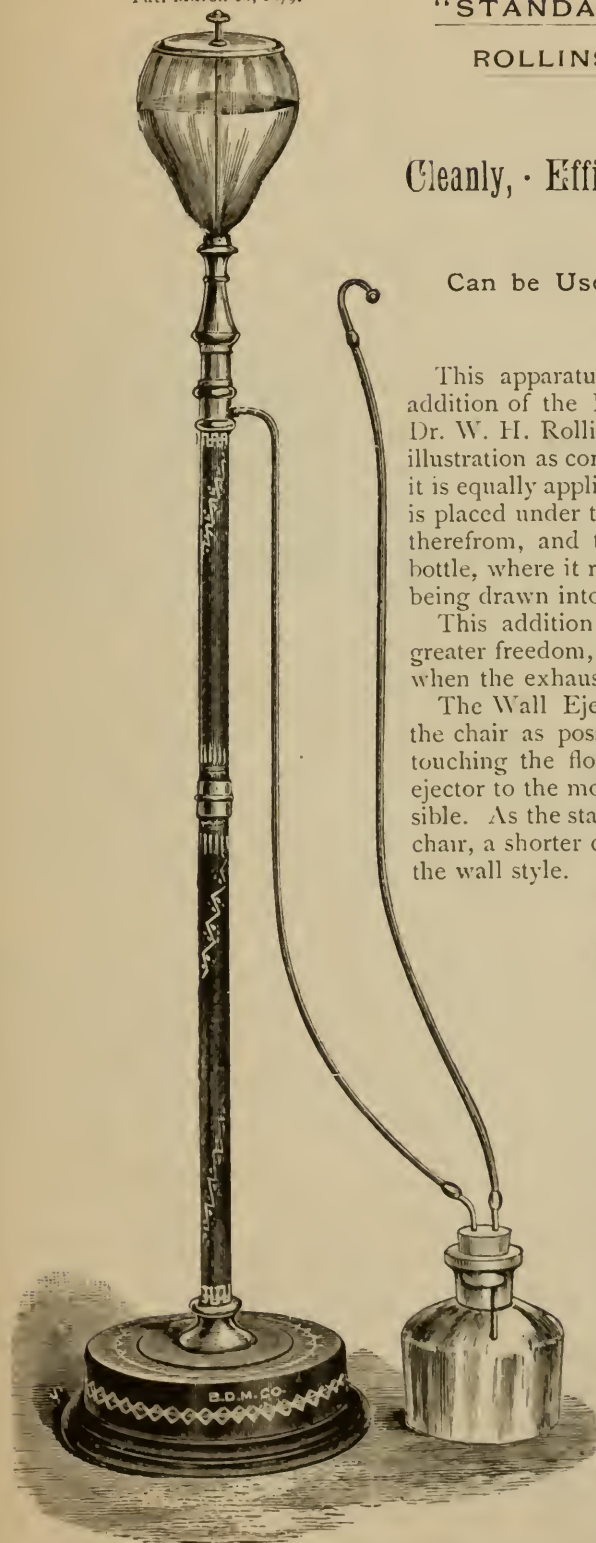 "STANDA
ROLLINS
Cleanly, · Effi
Can be Use
This apparatu
addition of the
Dr. W. H. Rolli
illustration as con
it is equally appli
is placed under t
therefrom, and t
bottle, where it r
being drawn into
This addition
greater freedom,
when the exhaus
The Wall Eje
the chair as pos
touching the flo
ejector to the mo
sible. As the sta
chair, a shorter c
the wall style.
B.D.M.CO.